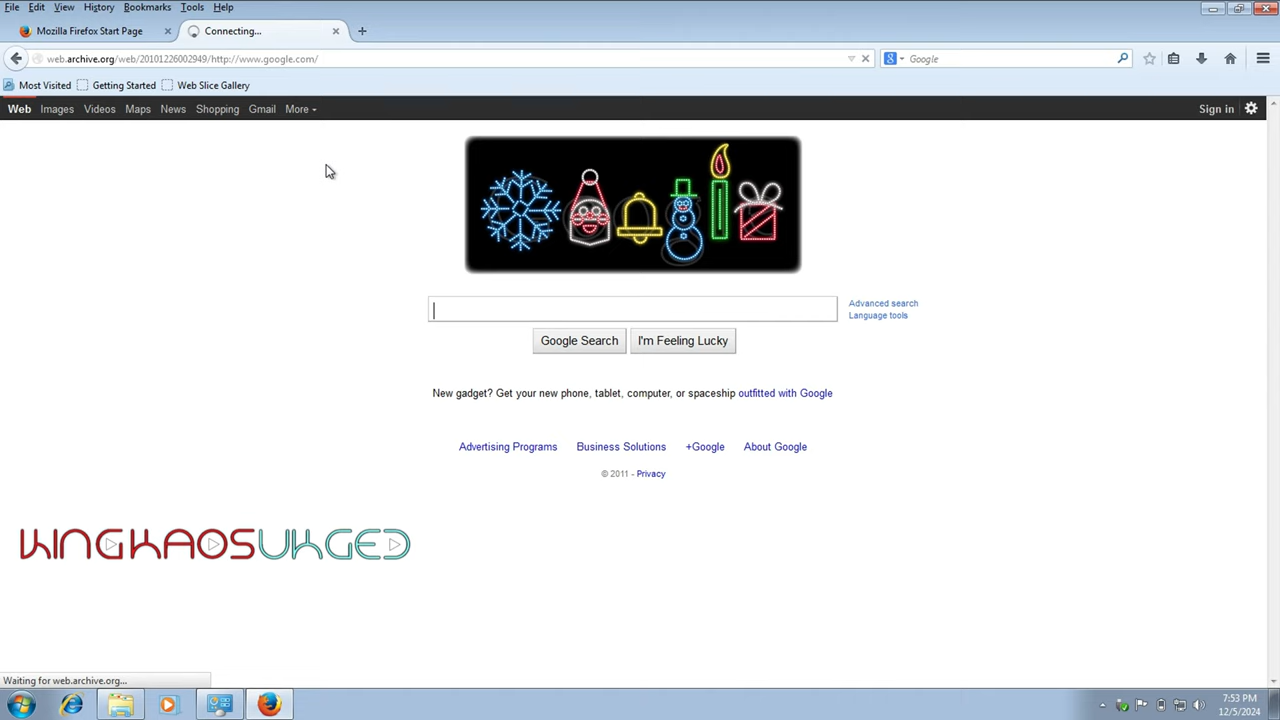 File Edit View History Bookmarks Tools Help
Mozilla Firefox Start Page
Connecting...
web.archive.org/web/20101226002949/http://www.google.com/
Google
Most Visited
Getting Started
Web Slice Gallery
Web Images Videos Maps News Shopping Gmail More
Sign in
Advanced search
Language tools
Google Search
I'm Feeling Lucky
New gadget? Get your new phone, tablet, computer, or spaceship outfitted with Google
Advertising Programs Business Solutions +Google About Google
© 2011 - Privacy
KINGKAOSUKGED
Waiting for web.archive.org...
7:53 PM
12/5/2024